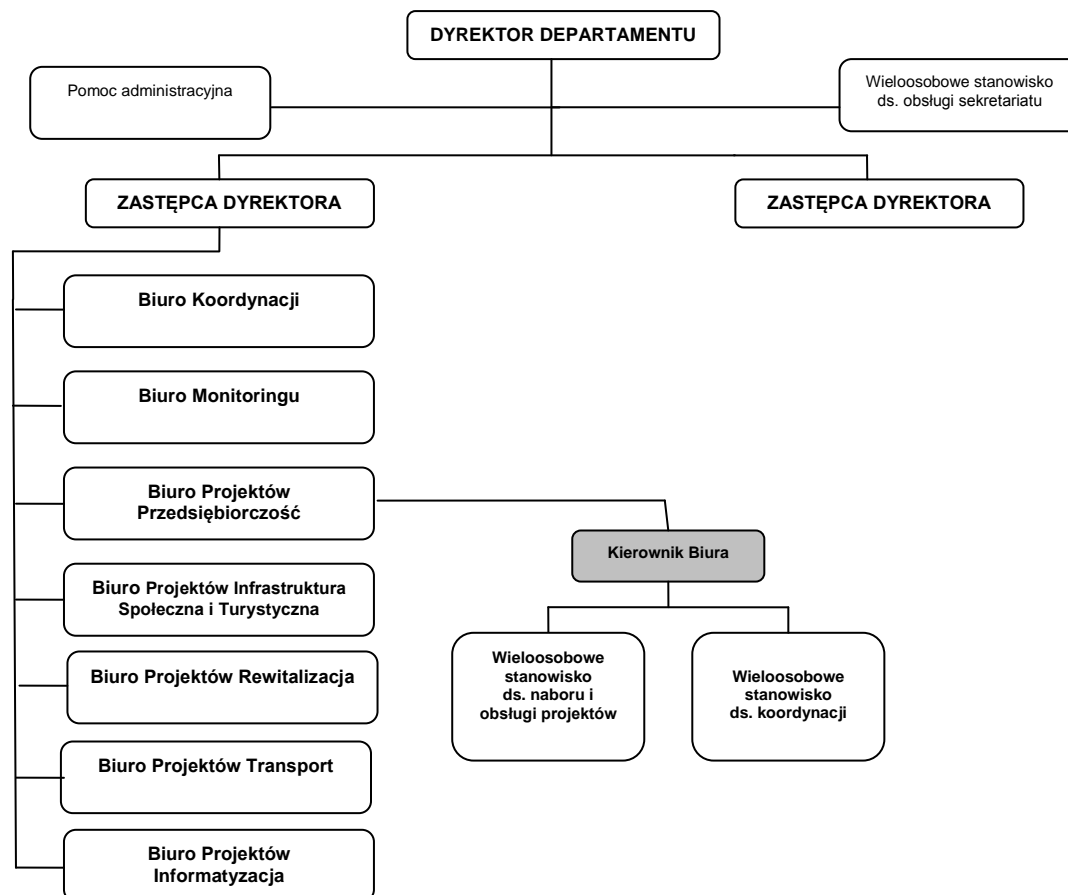 DYREKTOR DEPARTAMENTU
Pomoc administracyjna
Wieloosobowe stanowisko
ds. obsługi sekretariatu
ZASTĘPCA DYREKTORA
ZASTĘPCA DYREKTORA
Biuro Koordynacji
Biuro Monitoringu
Biuro Projektów
Przedsiębiorczość
Kierownik Biura
Biuro Projektów Infrastruktura
Społeczna i Turystyczna
Wieloosobowe
stanowisko
ds. naboru i
obsługi projektów
Wieloosobowe
stanowisko
ds. koordynacji
Biuro Projektów Rewitalizacja
Biuro Projektów Transport
Biuro Projektów
Informatyzacja